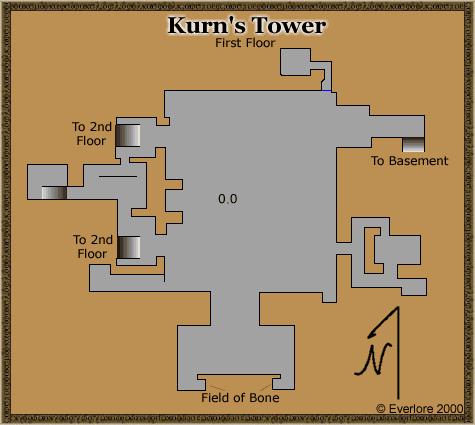 Kurn's Tower
First Floor
To 2nd
Floor
To Basement
0.0
To 2nd
Floor
N
Field of Bone
© Everlore 2000